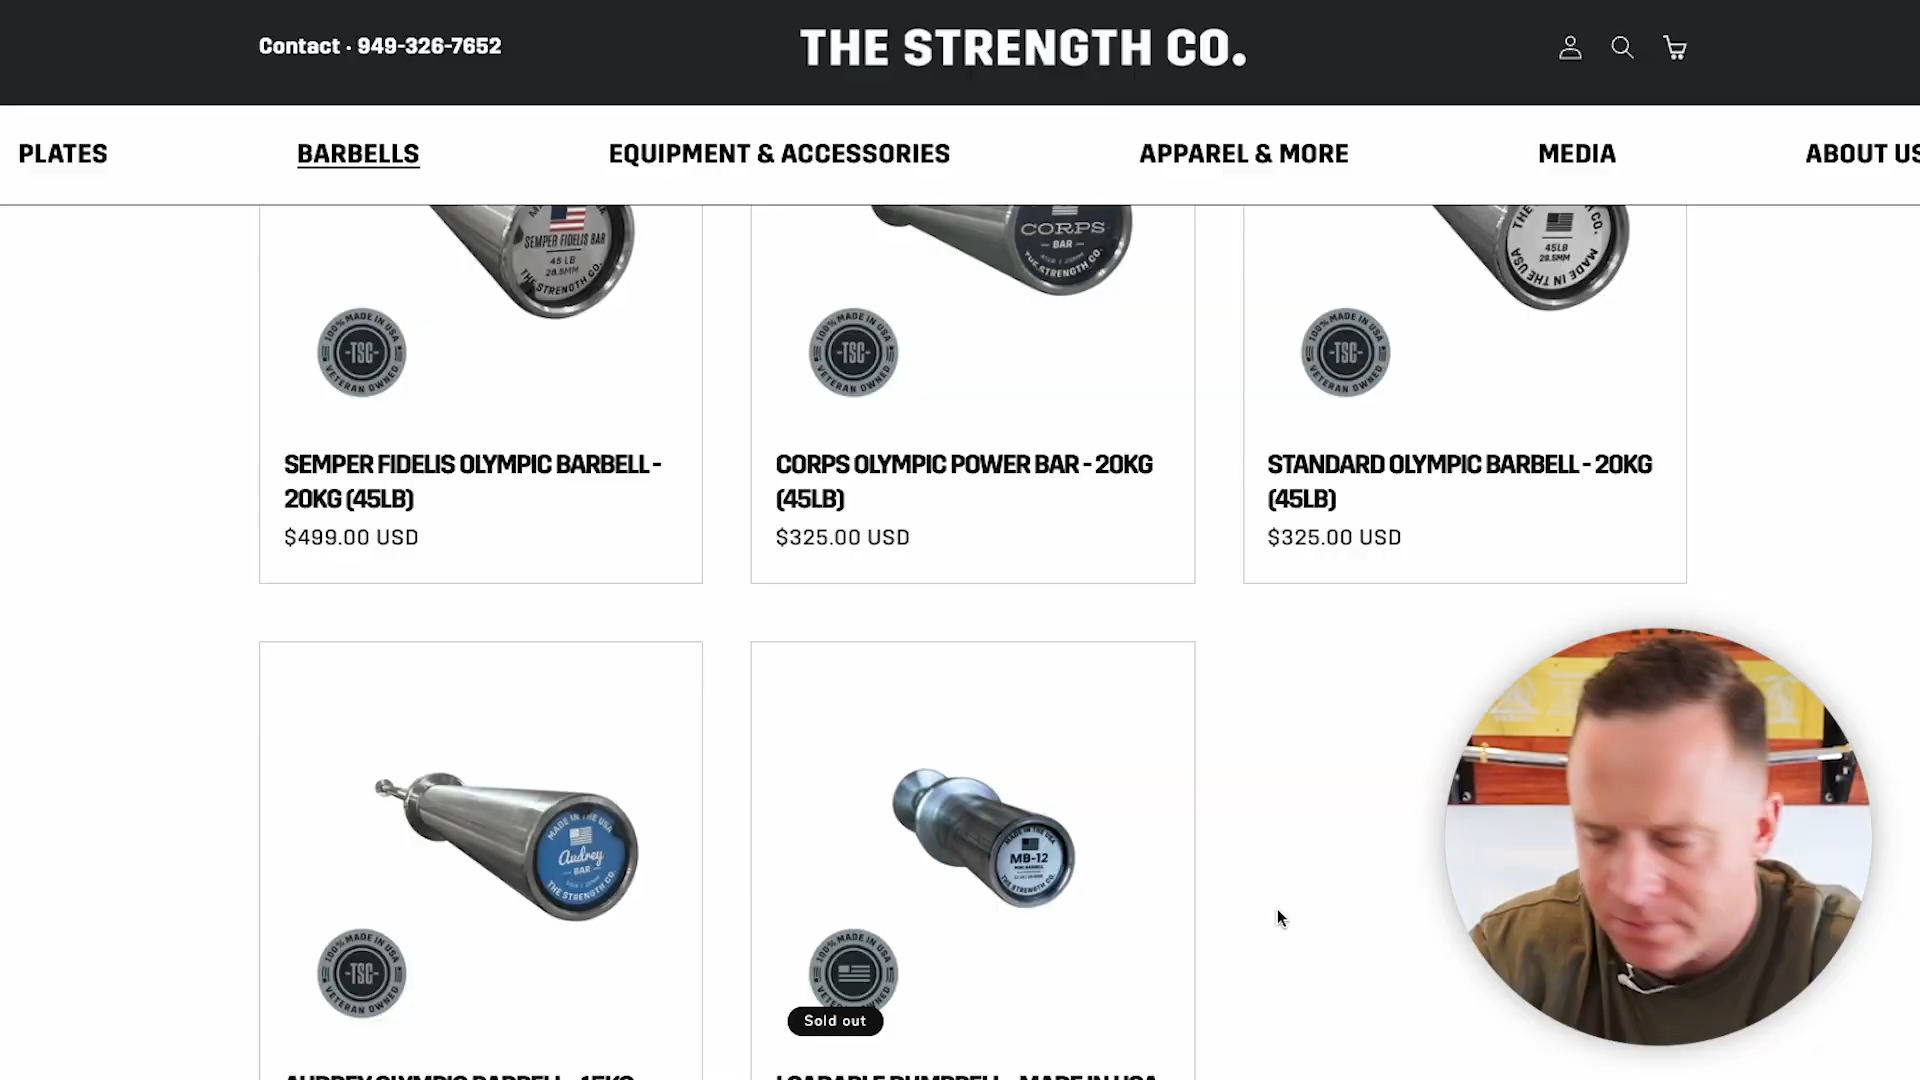 Contact · 949-326-7652
THE STRENGTH CO.
PLATES
BARBELLS
EQUIPMENT & ACCESSORIES
APPAREL & MORE
MEDIA
ABOUT US
SEMPER FIDELIS BAR
45 LB
28.5MM
THE STRENGTH CO.
CORPS
BAR
THE STRENGTH CO.
45LB
28.5MM
MADE IN THE USA
100% MADE IN USA
-TSC-
VETERAN OWNED
100% MADE IN USA
-TSC-
VETERAN OWNED
100% MADE IN USA
-TSC-
VETERAN OWNED
SEMPER FIDELIS OLYMPIC BARBELL -
20KG (45LB)
$499.00 USD
CORPS OLYMPIC POWER BAR - 20KG
(45LB)
$325.00 USD
STANDARD OLYMPIC BARBELL - 20KG
(45LB)
$325.00 USD
MADE IN THE USA
Audrey
BAR
THE STRENGTH CO.
MADE IN THE USA
MB-12
THE STRENGTH CO.
100% MADE IN USA
-TSC-
VETERAN OWNED
100% MADE IN USA
VETERAN OWNED
Sold out
AUDREY OLYMPIC BARBELL - 15KG
LOADABLE DUMBBELL - MADE IN USA